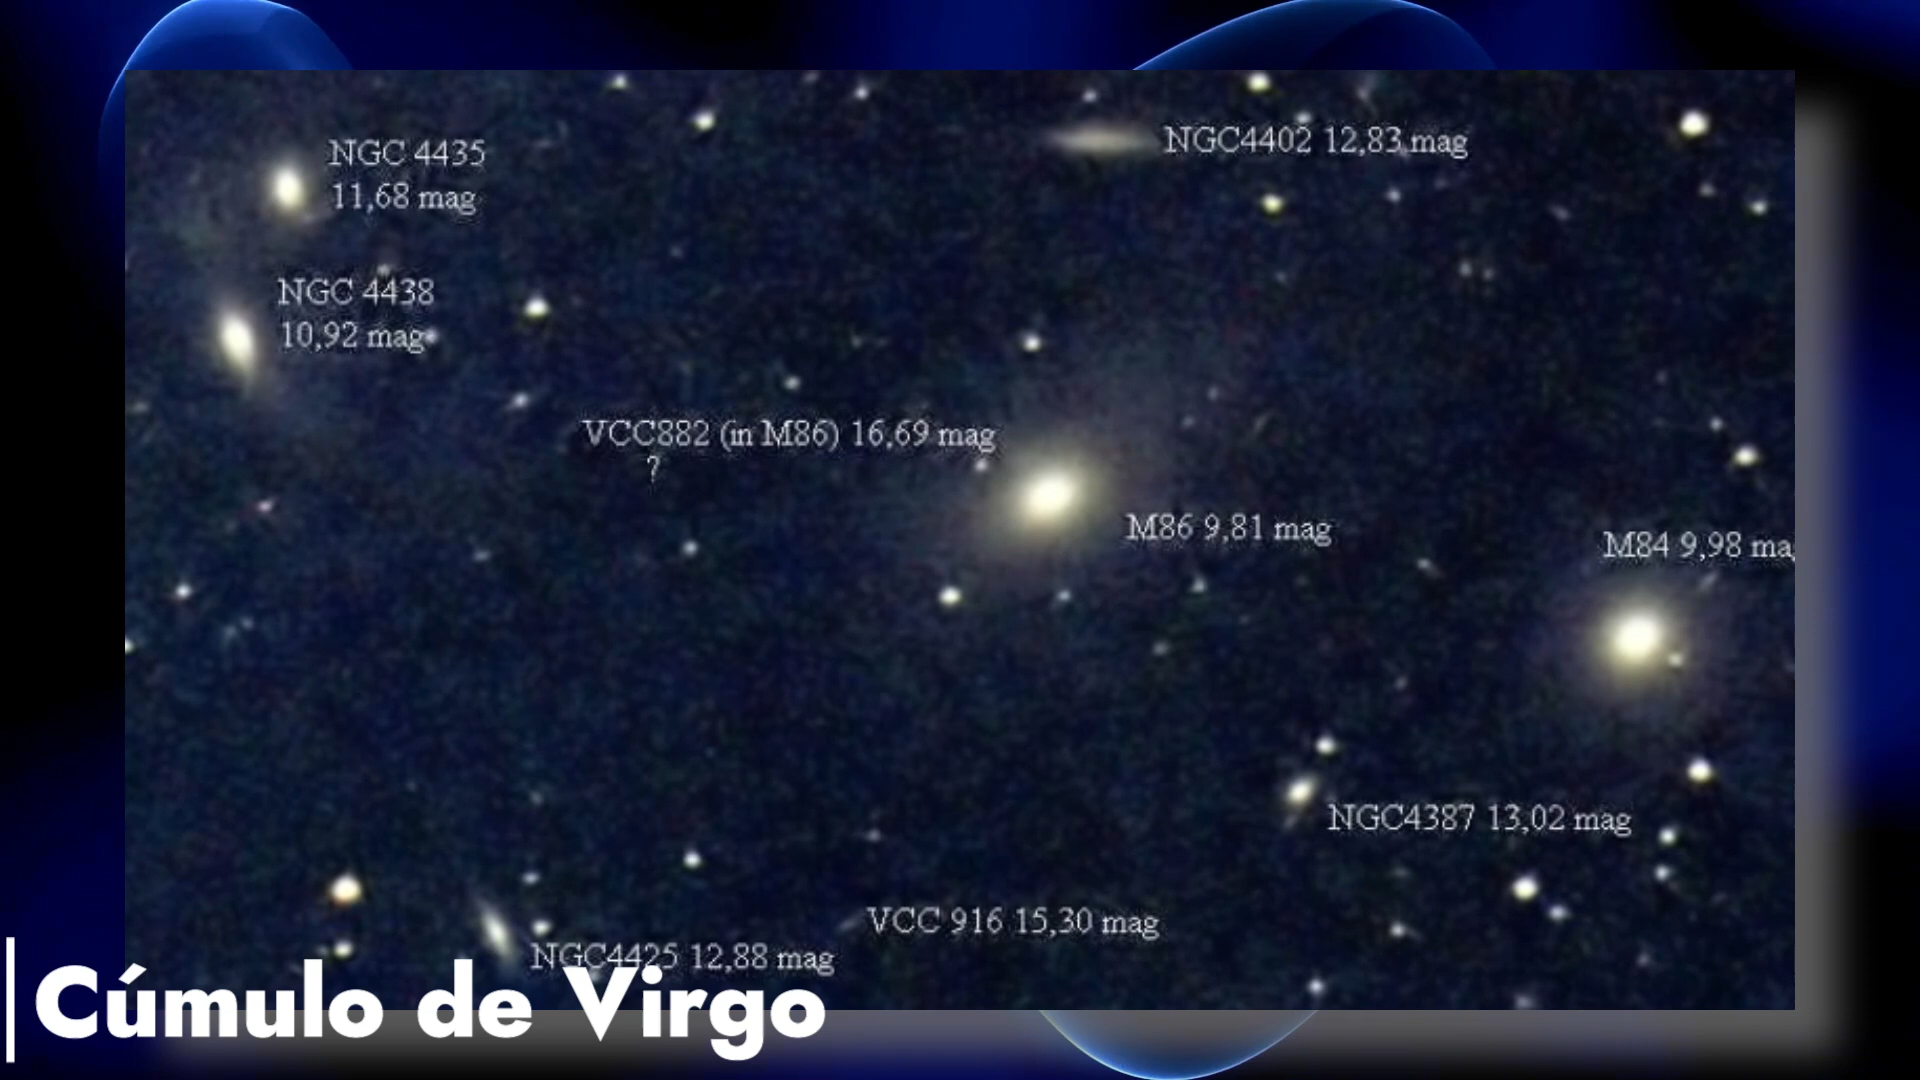 NGC 4435
11,68 mag
NGC4402 12,83 mag
NGC 4438
10,92 mag
VCC882 (in M86) 16,69 mag
?
M86 9,81 mag
M84 9,98 ma
NGC4387 13,02 mag
VCC 916 15,30 mag
NGC4425 12,88 mag
Cúmulo de Virgo